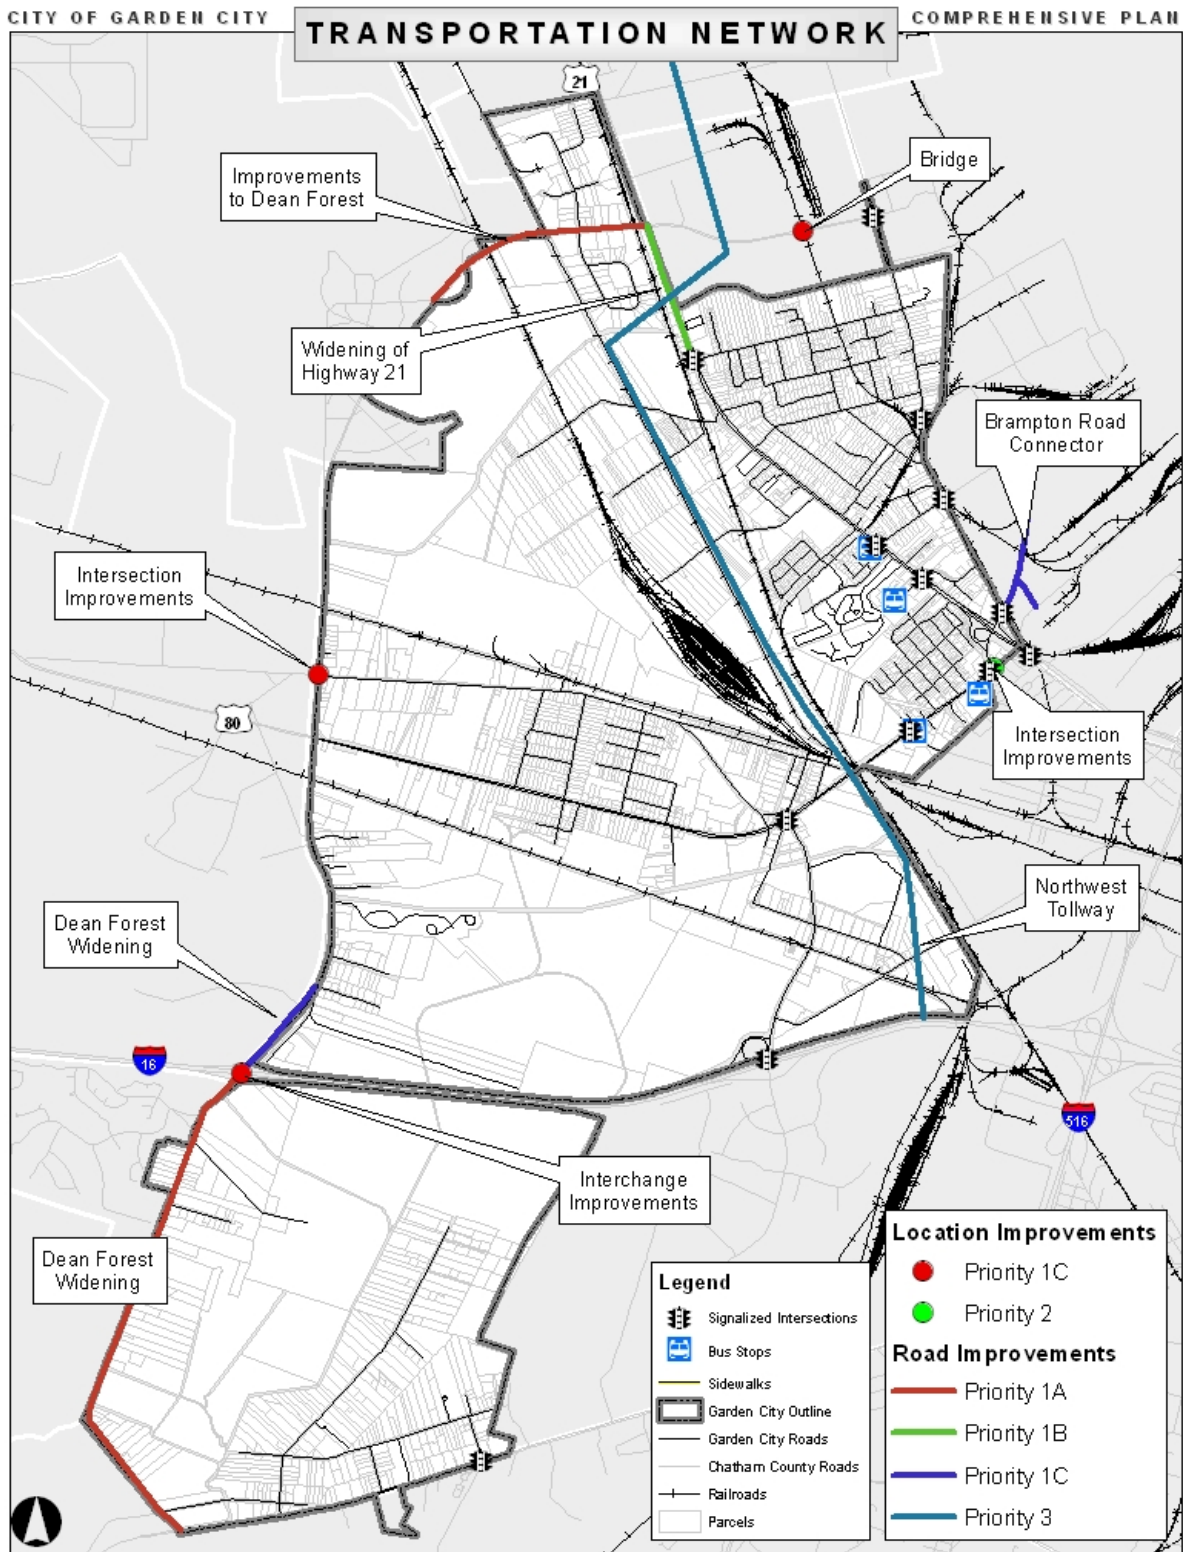 CITY OF GARDEN CITY
TRANSPORTATION NETWORK
COMPREHENSIVE PLAN
21
Bridge
Improvements
to Dean Forest
Widening of
Highway 21
Brampton Road
Connector
Intersection
Improvements
80
Intersection
Improvements
Northwest
Tollway
Dean Forest
Widening
16
516
Interchange
Improvements
Dean Forest
Widening
Legend
Signalized Intersections
Bus Stops
Sidewalks
Garden City Outline
Garden City Roads
Chatham County Roads
Railroads
Parcels
Location Improvements
Priority 1C
Priority 2
Road Improvements
Priority 1A
Priority 1B
Priority 1C
Priority 3